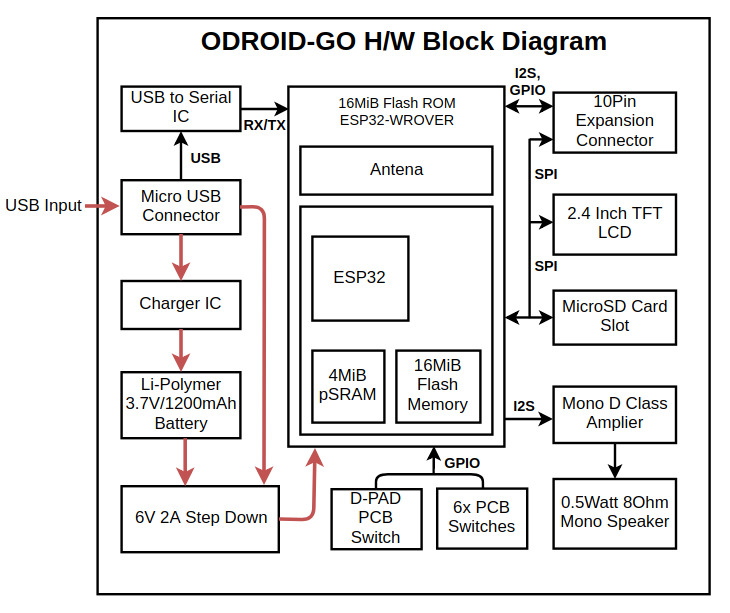 ODROID-GO H/W Block Diagram
USB to Serial
IC
RX/TX
USB
USB Input
Micro USB
Connector
Charger IC
Li-Polymer
3.7V/1200mAh
Battery
6V 2A Step Down
16MiB Flash ROM
ESP32-WROVER
Antena
ESP32
4MiB
pSRAM
16MiB
Flash
Memory
GPIO
D-PAD
PCB
Switch
6x PCB
Switches
I2S,
GPIO
10Pin
Expansion
Connector
SPI
2.4 Inch TFT
LCD
SPI
MicroSD Card
Slot
I2S
Mono D Class
Amplier
0.5Watt 8Ohm
Mono Speaker